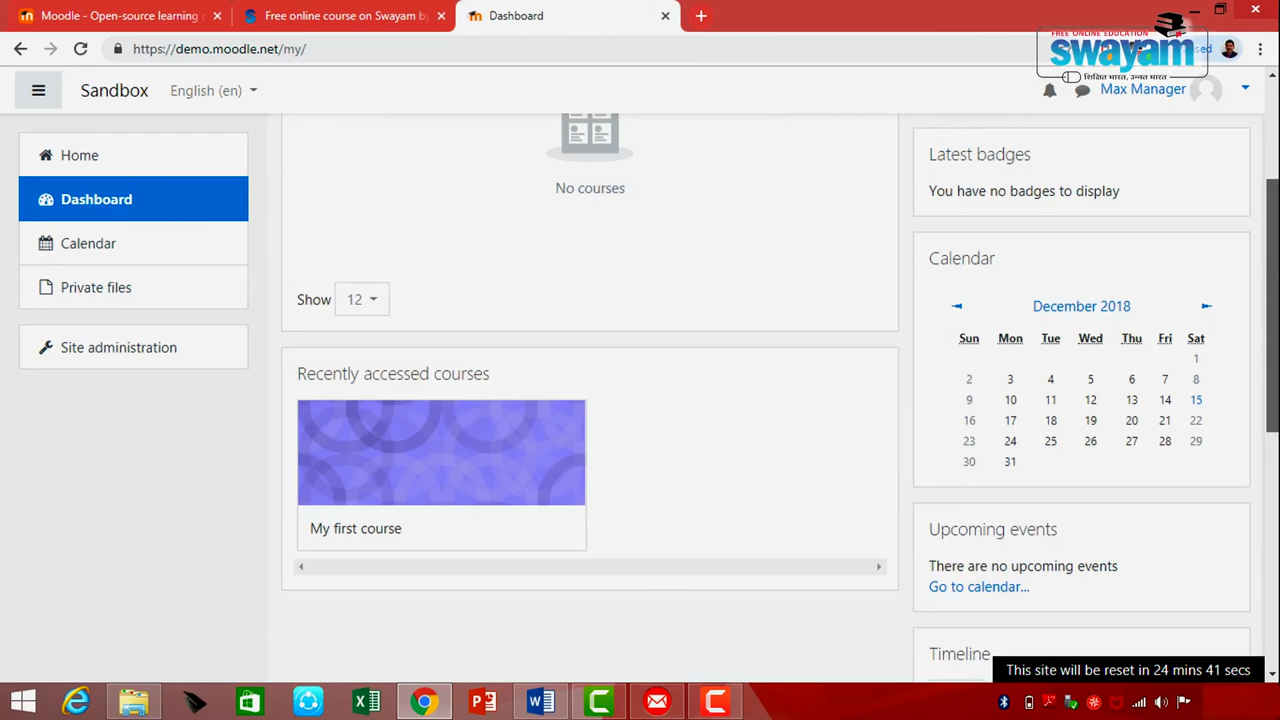 Moodle - Open-source learning p
Free online course on Swayam by
Dashboard
https://demo.moodle.net/my/
FREE ONLINE EDUCATION
swayam
शिक्षित भारत, उन्नत भारत
Sandbox
English (en)
Max Manager
Home
Dashboard
Calendar
Private files
Site administration
No courses
Show 12
Recently accessed courses
My first course
Latest badges
You have no badges to display
Calendar
December 2018
Sun Mon Tue Wed Thu Fri Sat
1
2 3 4 5 6 7 8
9 10 11 12 13 14 15
16 17 18 19 20 21 22
23 24 25 26 27 28 29
30 31
Upcoming events
There are no upcoming events
Go to calendar...
Timeline
This site will be reset in 24 mins 41 secs